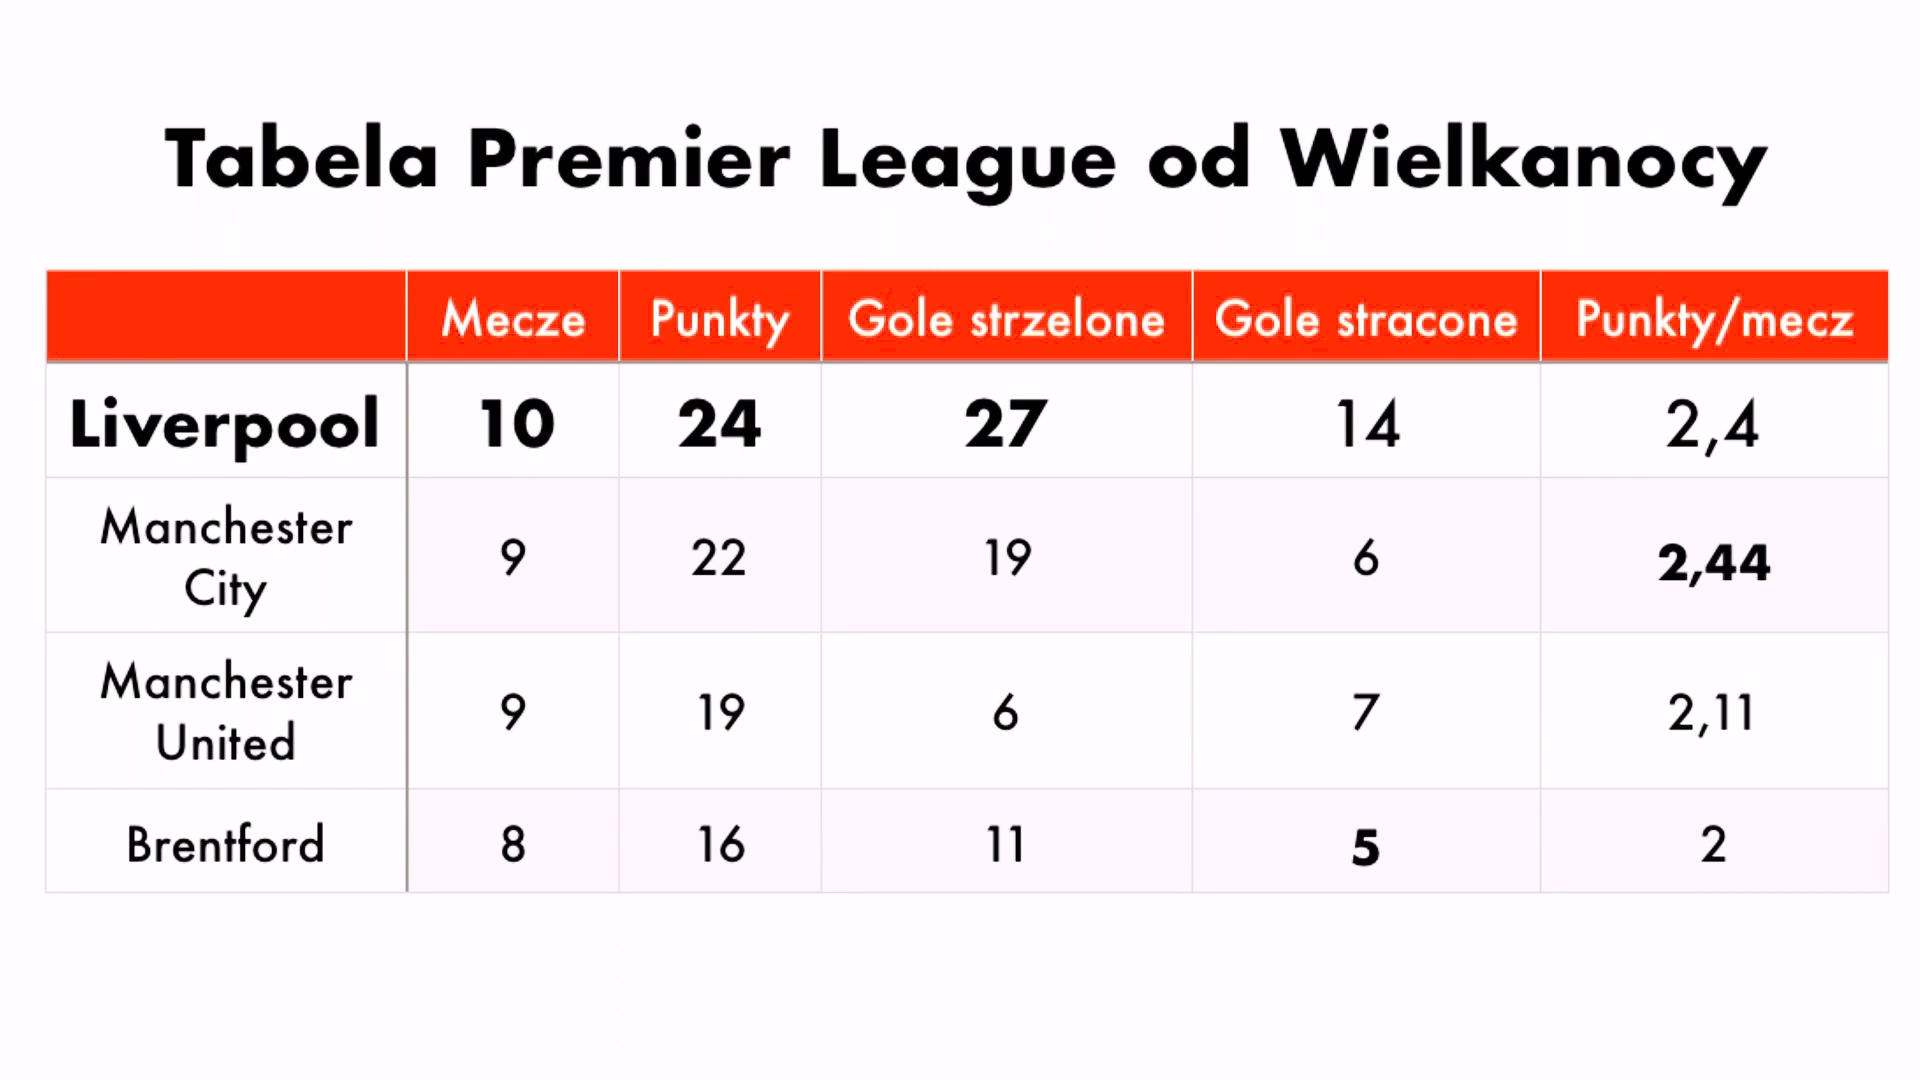 Tabela Premier League od Wielkanocy
Mecze Punkty Gole strzelone Gole stracone Punkty/mecz
Liverpool 10 24 27 14 2,4
Manchester
City 9 22 19 6 2,44
Manchester
United 9 19 6 7 2,11
Brentford 8 16 11 5 2